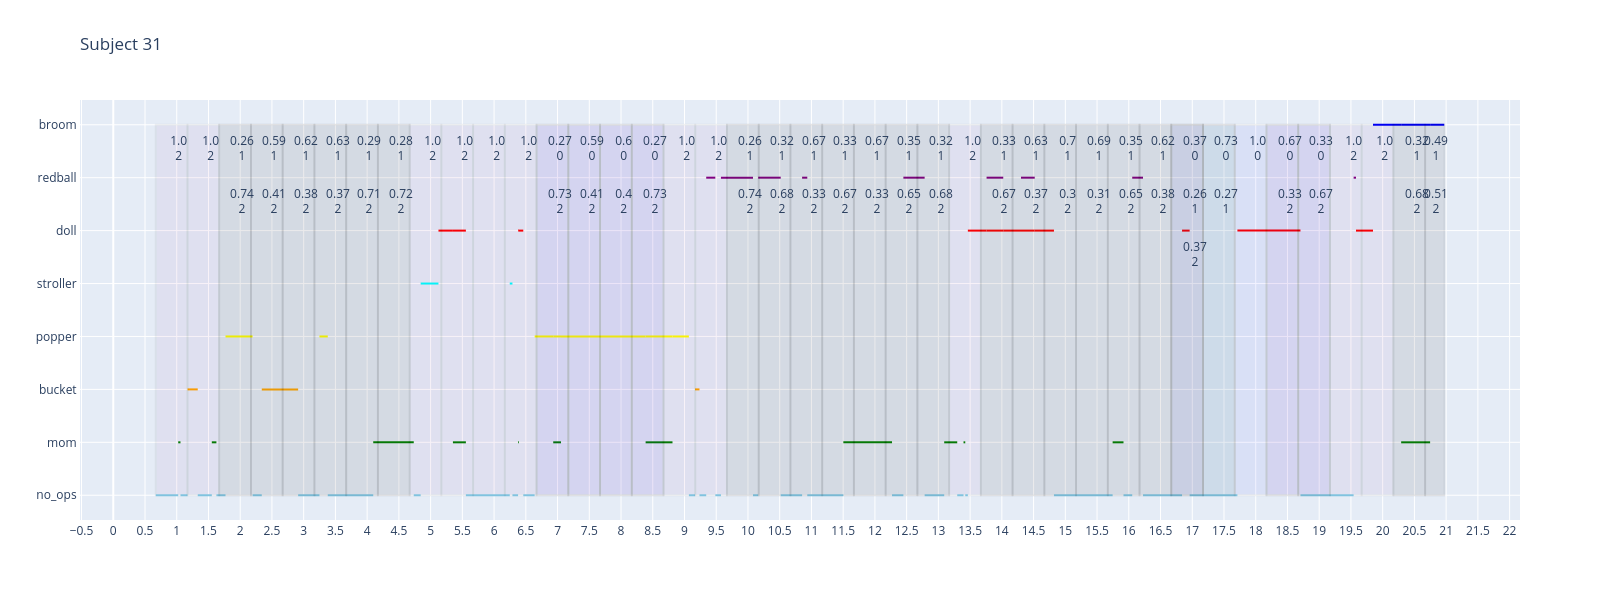 Subject 31
broom
1.0 1.0 0.26 0.59 0.62 0.63 0.29 0.28 1.0 1.0 1.0 1.0 0.27 0.59 0.6 0.27 1.0 1.0 0.26 0.32 0.67 0.33 0.67 0.35 0.32 1.0 0.33 0.63 0.7 0.69 0.35 0.62 0.37 0.73 1.0 0.67 0.33 1.0 1.0 0.32 0.49
2 2 1 1 1 1 1 1 2 2 2 2 0 0 0 0 2 2 1 1 1 1 1 1 1 2 1 1 1 1 1 1 0 0 0 0 0 2 2 1 1
redball
0.74 0.41 0.38 0.37 0.71 0.72 0.73 0.41 0.4 0.73 0.74 0.68 0.33 0.67 0.33 0.65 0.68 0.67 0.37 0.3 0.31 0.65 0.38 0.26 0.27 0.33 0.67 0.68 0.51
2 2 2 2 2 2 2 2 2 2 2 2 2 2 2 2 2 2 2 2 2 2 2 1 1 2 2 2 2
doll
0.37
2
stroller
popper
bucket
mom
no_ops
−0.5 0 0.5 1 1.5 2 2.5 3 3.5 4 4.5 5 5.5 6 6.5 7 7.5 8 8.5 9 9.5 10 10.5 11 11.5 12 12.5 13 13.5 14 14.5 15 15.5 16 16.5 17 17.5 18 18.5 19 19.5 20 20.5 21 21.5 22